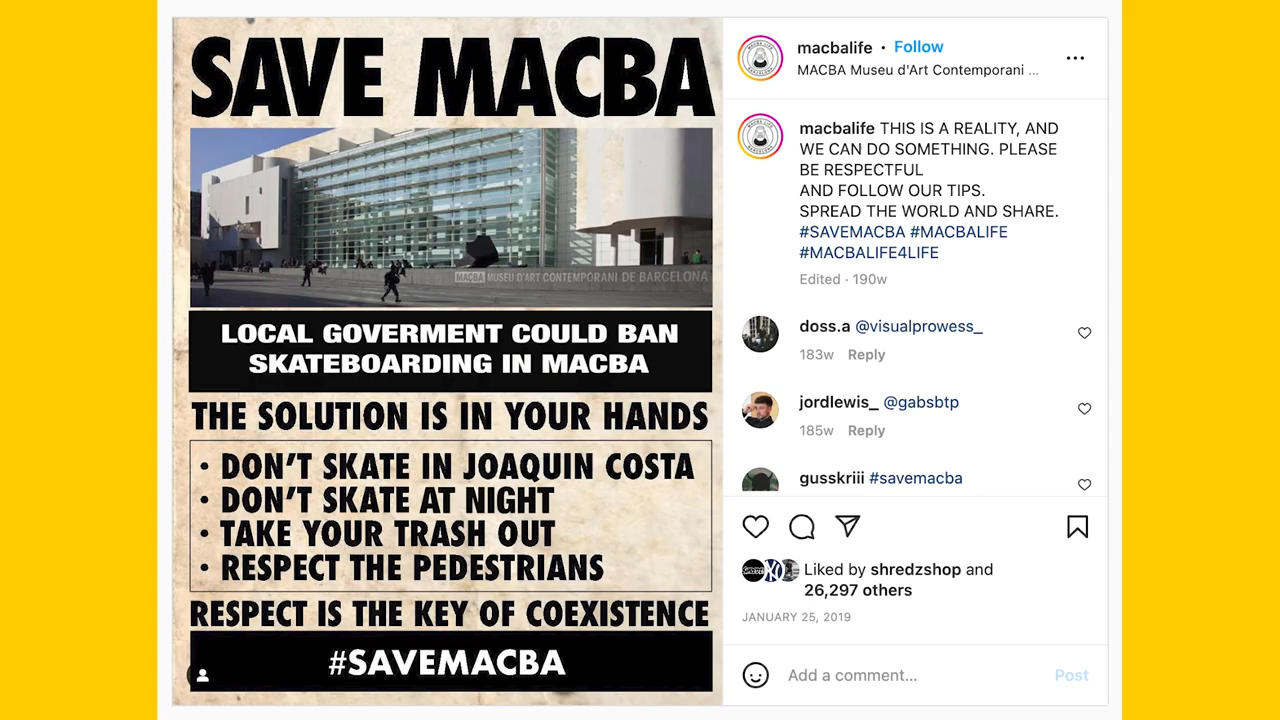 SAVE MACBA
MACBA MUSEU D'ART CONTEMPORANI DE BARCELONA
LOCAL GOVERMENT COULD BAN
SKATEBOARDING IN MACBA
THE SOLUTION IS IN YOUR HANDS
• DON'T SKATE IN JOAQUIN COSTA
• DON'T SKATE AT NIGHT
• TAKE YOUR TRASH OUT
• RESPECT THE PEDESTRIANS
RESPECT IS THE KEY OF COEXISTENCE
#SAVEMACBA
macbalife • Follow
MACBA Museu d'Art Contemporani ...
macbalife THIS IS A REALITY, AND
WE CAN DO SOMETHING. PLEASE
BE RESPECTFUL
AND FOLLOW OUR TIPS.
SPREAD THE WORLD AND SHARE.
#SAVEMACBA #MACBALIFE
#MACBALIFE4LIFE
Edited · 190w
doss.a @visualprowess_
183w Reply
jordlewis_ @gabsbtp
185w Reply
gusskriii #savemacba
Liked by shredzshop and
26,297 others
JANUARY 25, 2019
Add a comment... Post